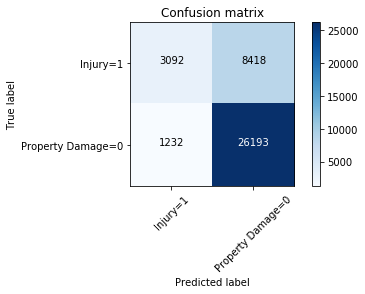 Confusion matrix
True label
Injury=1
3092
8418
Property Damage=0
1232
26193
25000
20000
15000
10000
5000
Injury=1
Property Damage=0
Predicted label